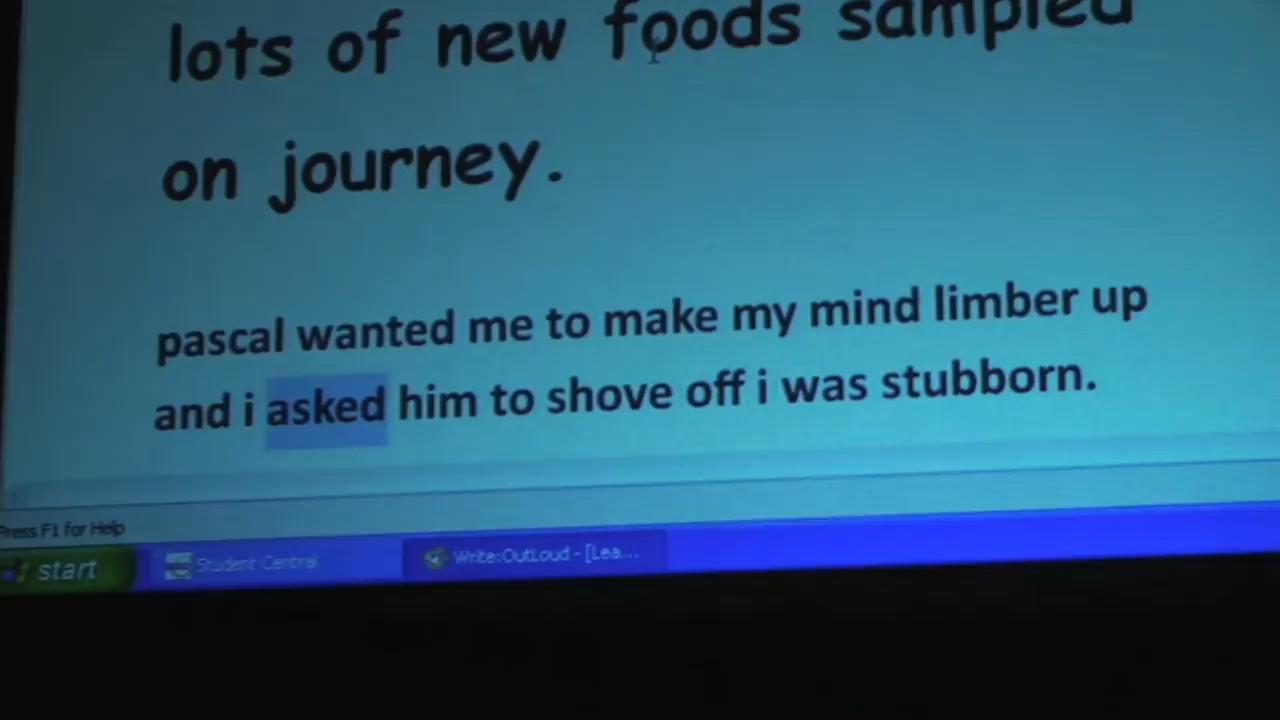 lots of new foods sampled
on journey.
pascal wanted me to make my mind limber up
and i asked him to shove off i was stubborn.
Press F1 for Help
start
Student Central
Write:OutLoud - [Lea...